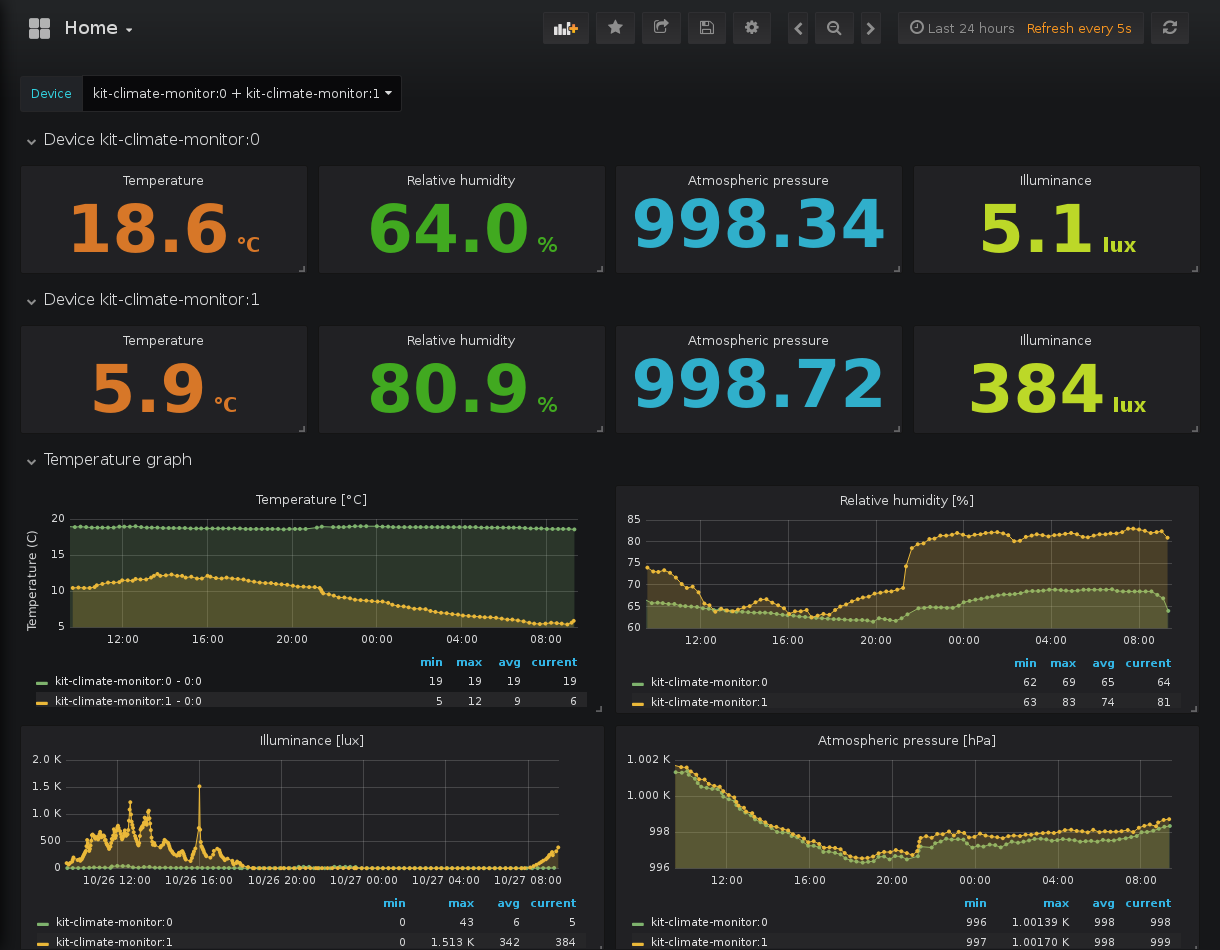 Home
Last 24 hours Refresh every 5s
Device kit-climate-monitor:0 + kit-climate-monitor:1
Device kit-climate-monitor:0
Temperature Relative humidity Atmospheric pressure Illuminance
18.6 °C 64.0 % 998.34 5.1 lux
Device kit-climate-monitor:1
Temperature Relative humidity Atmospheric pressure Illuminance
5.9 °C 80.9 % 998.72 384 lux
Temperature graph
Temperature [°C]
Temperature (C)
20
15
10
5
12:00 16:00 20:00 00:00 04:00 08:00
min max avg current
kit-climate-monitor:0 - 0:0 19 19 19 19
kit-climate-monitor:1 - 0:0 5 12 9 6
Relative humidity [%]
85
80
75
70
65
60
12:00 16:00 20:00 00:00 04:00 08:00
min max avg current
kit-climate-monitor:0 62 69 65 64
kit-climate-monitor:1 63 83 74 81
Illuminance [lux]
2.0 K
1.5 K
1.0 K
500
0
10/26 12:00 10/26 16:00 10/26 20:00 10/27 00:00 10/27 04:00 10/27 08:00
min max avg current
kit-climate-monitor:0 0 43 6 5
kit-climate-monitor:1 0 1.513 K 342 384
Atmospheric pressure [hPa]
1.002 K
1.000 K
998
996
12:00 16:00 20:00 00:00 04:00 08:00
min max avg current
kit-climate-monitor:0 996 1.00139 K 998 998
kit-climate-monitor:1 997 1.00170 K 998 999